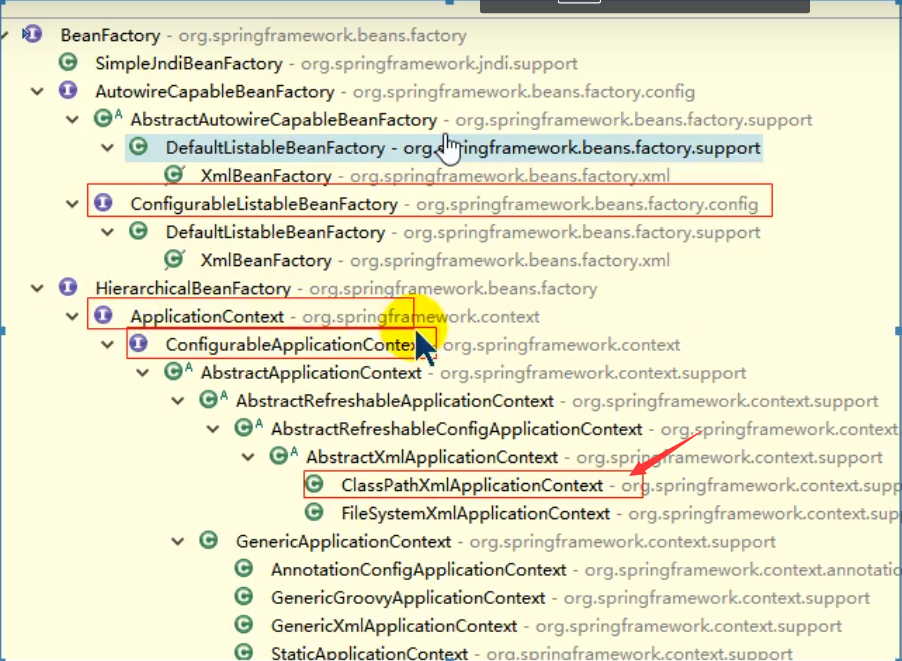 BeanFactory - org.springframework.beans.factory
SimpleJndiBeanFactory - org.springframework.jndi.support
AutowireCapableBeanFactory - org.springframework.beans.factory.config
AbstractAutowireCapableBeanFactory - org.springframework.beans.factory.support
DefaultListableBeanFactory - org.springframework.beans.factory.support
XmlBeanFactory - org.springframework.beans.factory.xml
ConfigurableListableBeanFactory - org.springframework.beans.factory.config
DefaultListableBeanFactory - org.springframework.beans.factory.support
XmlBeanFactory - org.springframework.beans.factory.xml
HierarchicalBeanFactory - org.springframework.beans.factory
ApplicationContext - org.springframework.context
ConfigurableApplicationContext org.springframework.context
AbstractApplicationContext - org.springframework.context.support
AbstractRefreshableApplicationContext - org.springframework.context.support
AbstractRefreshableConfigApplicationContext - org.springframework.context.
AbstractXmlApplicationContext - org.springframework.context.support
ClassPathXmlApplicationContext - org.springframework.context.supp
FileSystemXmlApplicationContext - org.springframework.context.sup
GenericApplicationContext - org.springframework.context.support
AnnotationConfigApplicationContext - org.springframework.context.annotatio
GenericGroovyApplicationContext - org.springframework.context.support
GenericXmlApplicationContext - org.springframework.context.support
StaticApplicationContext - org.springframework.context.support